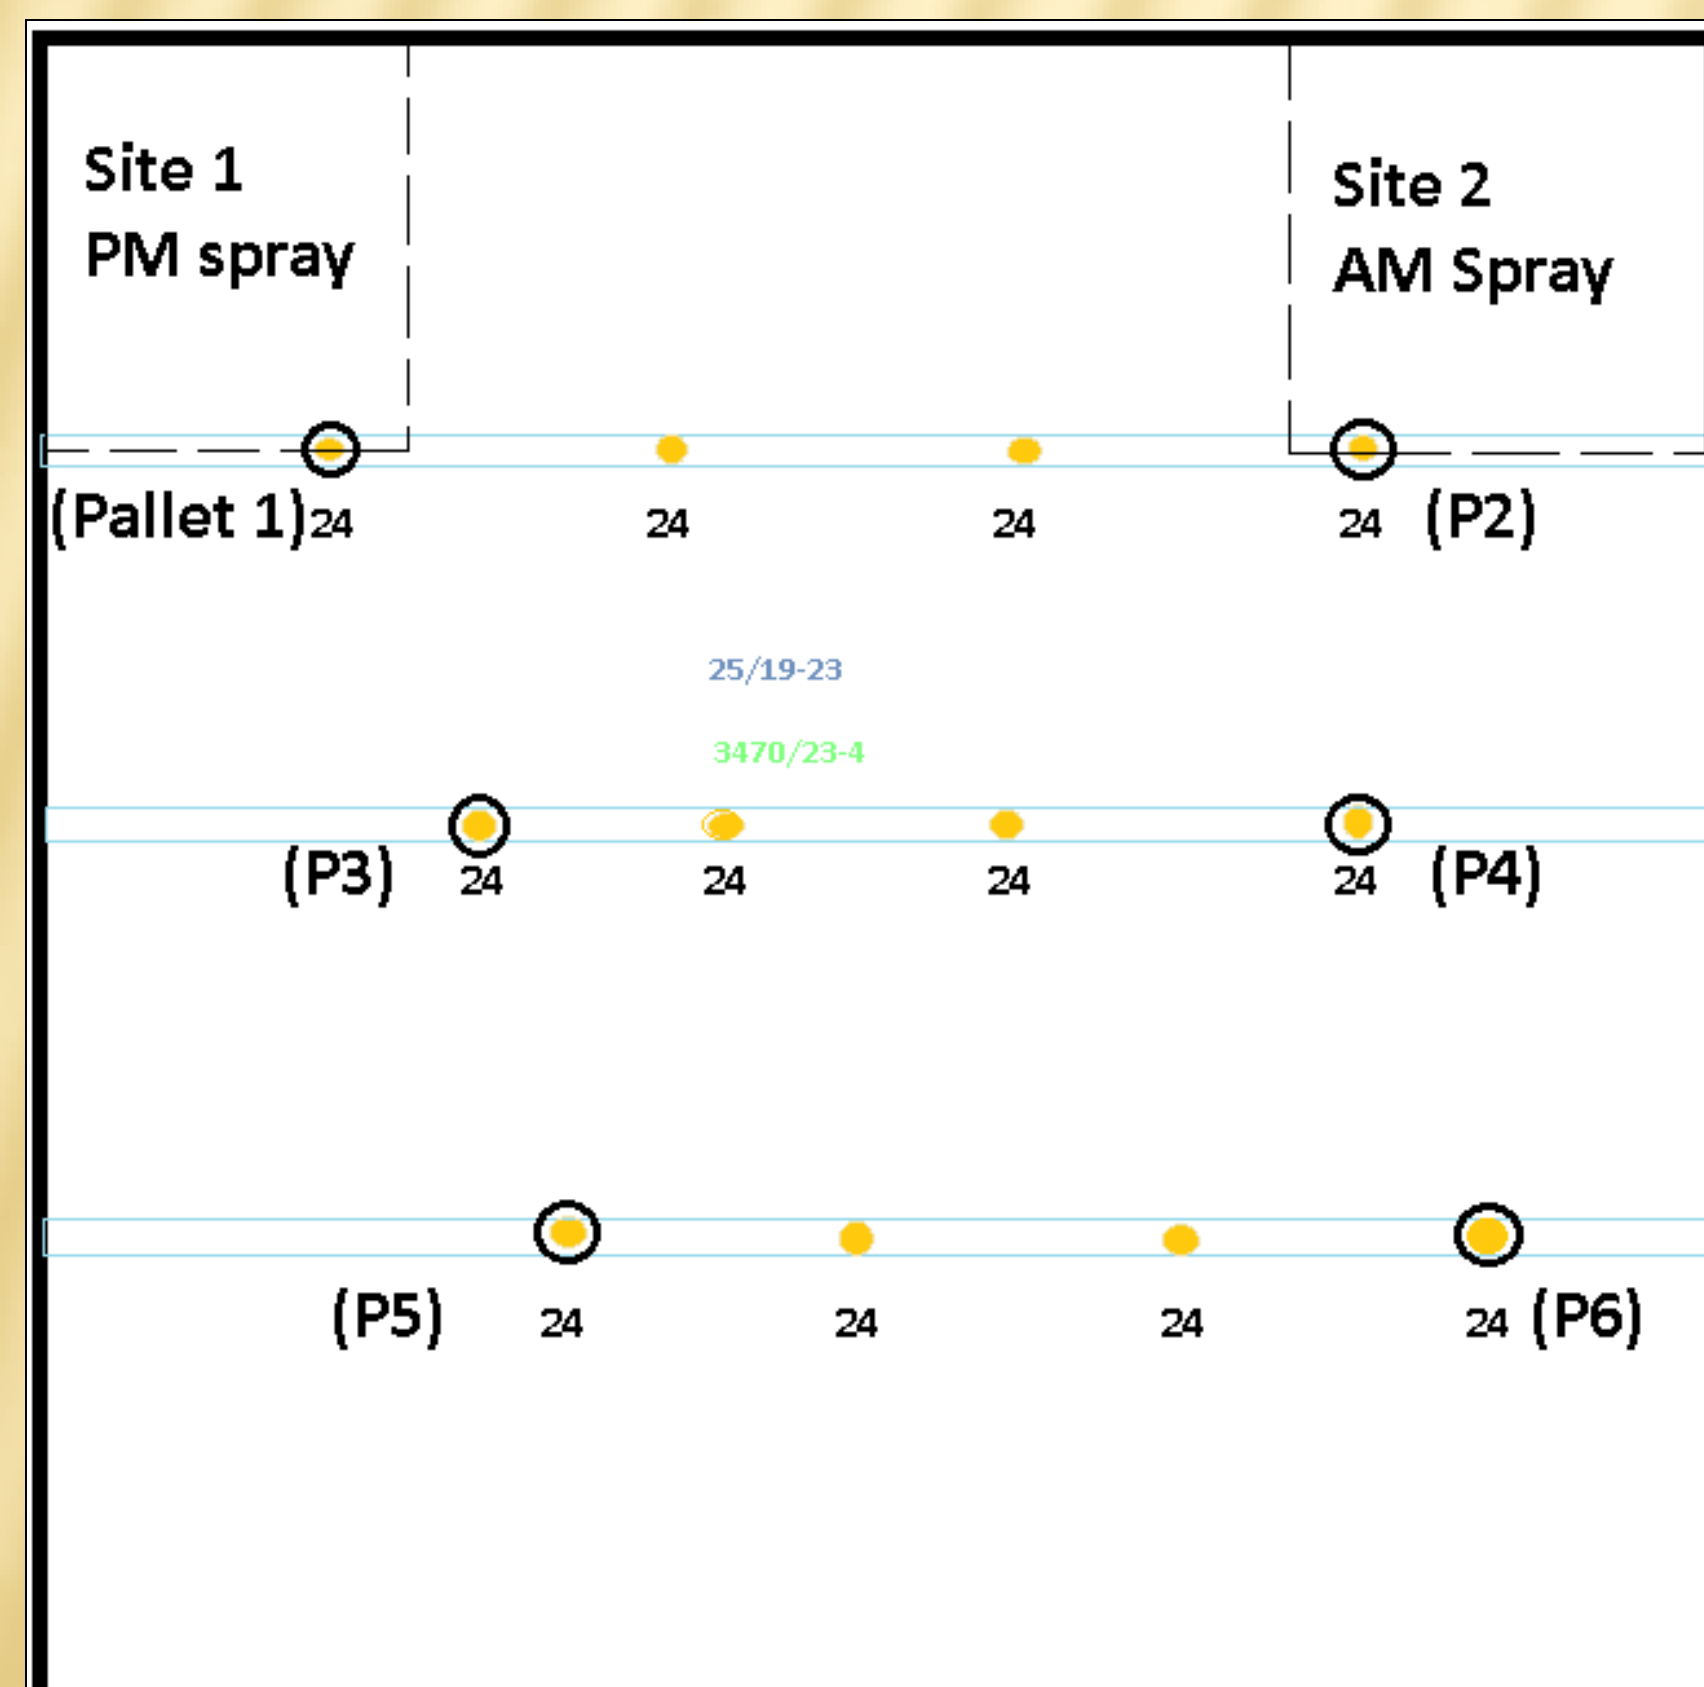 Site 1
PM spray
Site 2
AM Spray
(Pallet 1) 24 24 24 24 (P2)
25/19-23
3470/23-4
(P3) 24 24 24 24 (P4)
(P5) 24 24 24 24 (P6)